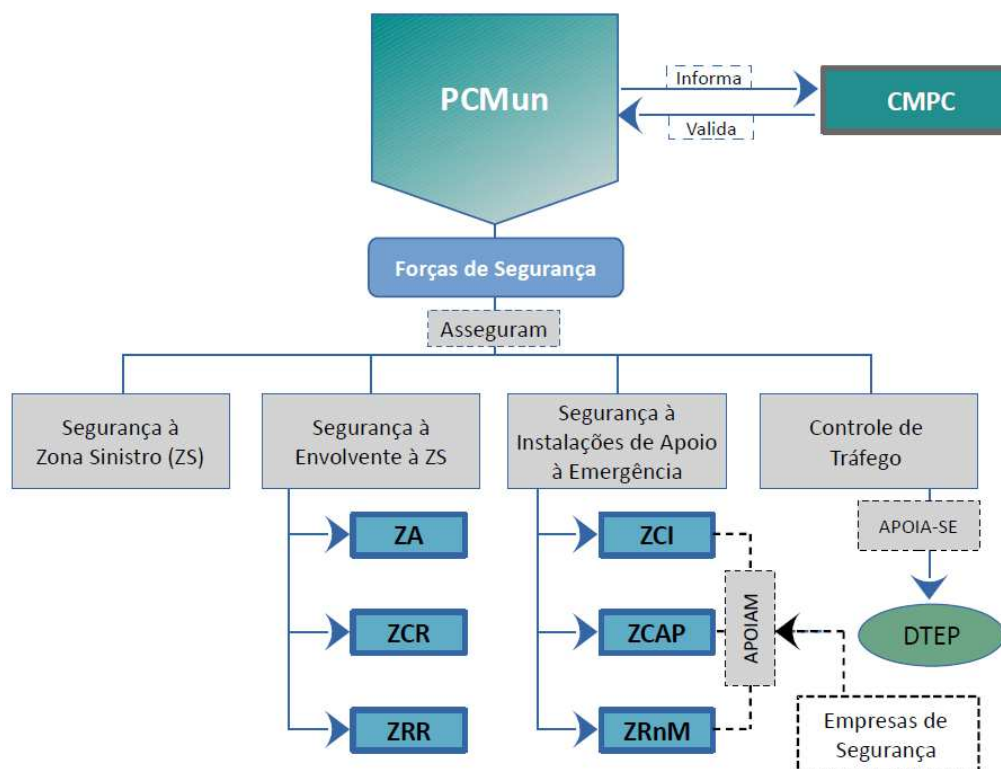 PCMun
Informa
Valida
CMPC
Forças de Segurança
Asseguram
Segurança à
Zona Sinistro (ZS)
Segurança à
Envolvente à ZS
Segurança à
Instalações de Apoio
à Emergência
Controle de
Tráfego
ZA
ZCR
ZRR
ZCI
ZCAP
ZRnM
APOIAM
APOIA-SE
DTEP
Empresas de
Segurança